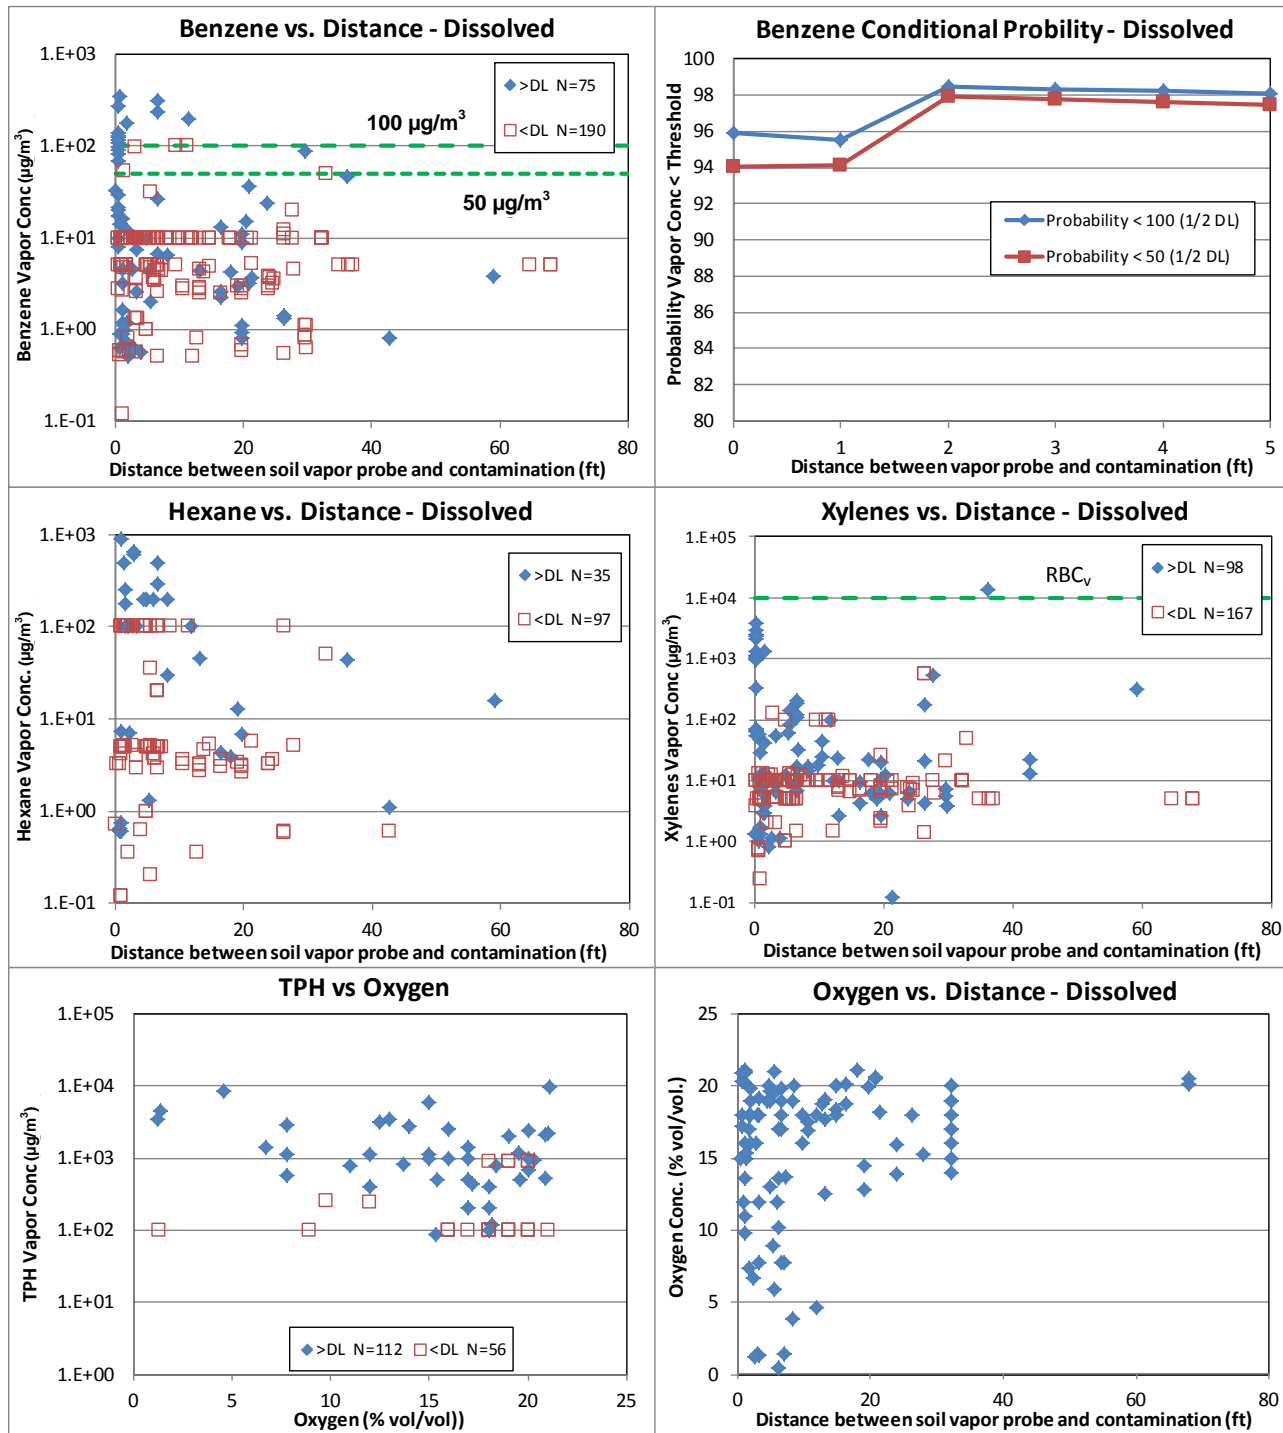 Benzene vs. Distance - Dissolved
1.E+03
1.E+02
1.E+01
1.E+00
1.E-01
Benzene Vapor Conc (µg/m³)
>DL N=75
<DL N=190
100 µg/m³
50 µg/m³
0 20 40 60 80
Distance between soil vapor probe and contamination (ft)
Benzene Conditional Probility - Dissolved
100
98
96
94
92
90
88
86
84
82
80
Probability Vapor Conc < Threshold
Probability < 100 (1/2 DL)
Probability < 50 (1/2 DL)
0 1 2 3 4 5
Distance between vapor probe and contamination (ft)
Hexane vs. Distance - Dissolved
1.E+03
1.E+02
1.E+01
1.E+00
1.E-01
Hexane Vapor Conc. (µg/m³)
>DL N=35
<DL N=97
0 20 40 60 80
Distance between soil vapor probe and contamination (ft)
Xylenes vs. Distance - Dissolved
1.E+05
1.E+04
1.E+03
1.E+02
1.E+01
1.E+00
1.E-01
Xylenes Vapor Conc (µg/m³)
RBCv
>DL N=98
<DL N=167
0 20 40 60 80
Distance between soil vapour probe and contamination (ft)
TPH vs Oxygen
1.E+05
1.E+04
1.E+03
1.E+02
1.E+01
1.E+00
TPH Vapor Conc (µg/m³)
>DL N=112 <DL N=56
0 5 10 15 20 25
Oxygen (% vol/vol))
Oxygen vs. Distance - Dissolved
25
20
15
10
5
0
Oxygen Conc. (% vol/vol.)
0 20 40 60 80
Distance between soil vapor probe and contamination (ft)